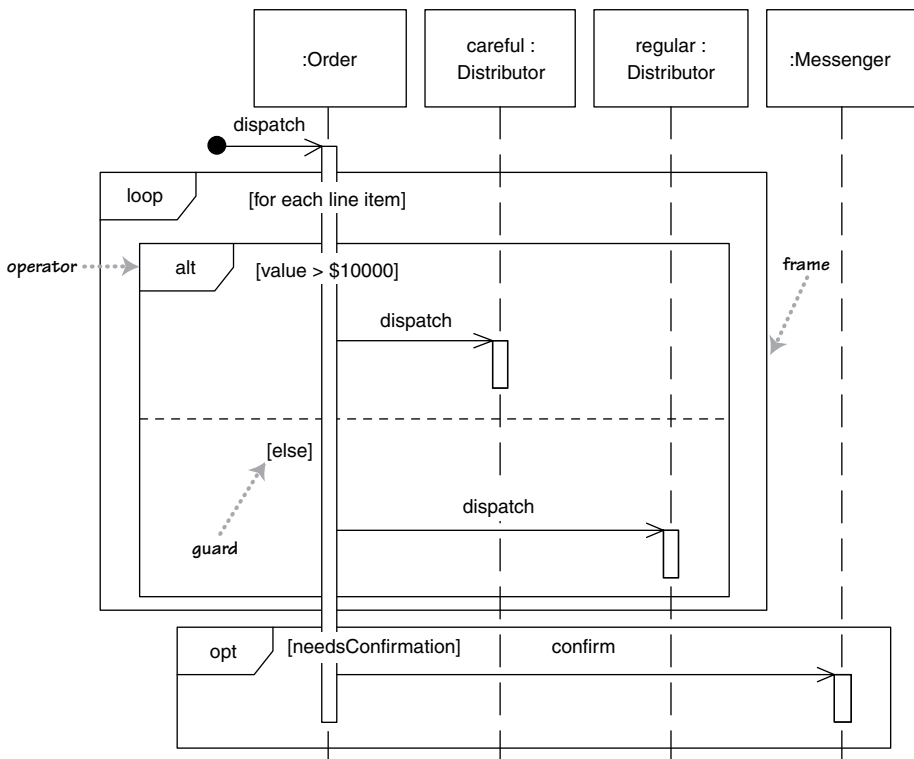 :Order
careful :
Distributor
regular :
Distributor
:Messenger
dispatch
loop
[for each line item]
operator
alt
[value > $10000]
frame
dispatch
[else]
dispatch
guard
opt
[needsConfirmation]
confirm